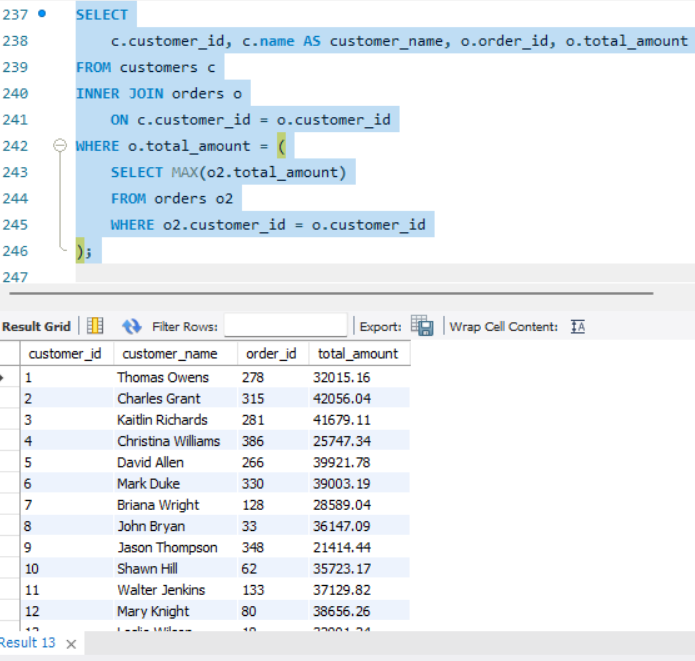 237 SELECT
238 c.customer_id, c.name AS customer_name, o.order_id, o.total_amount
239 FROM customers c
240 INNER JOIN orders o
241 ON c.customer_id = o.customer_id
242 WHERE o.total_amount = (
243 SELECT MAX(o2.total_amount)
244 FROM orders o2
245 WHERE o2.customer_id = o.customer_id
246 );
247
Result Grid Filter Rows: Export: Wrap Cell Content: IA
customer_id customer_name order_id total_amount
1 Thomas Owens 278 32015.16
2 Charles Grant 315 42056.04
3 Kaitlin Richards 281 41679.11
4 Christina Williams 386 25747.34
5 David Allen 266 39921.78
6 Mark Duke 330 39003.19
7 Briana Wright 128 28589.04
8 John Bryan 33 36147.09
9 Jason Thompson 348 21414.44
10 Shawn Hill 62 35723.17
11 Walter Jenkins 133 37129.82
12 Mary Knight 80 38656.26
Result 13